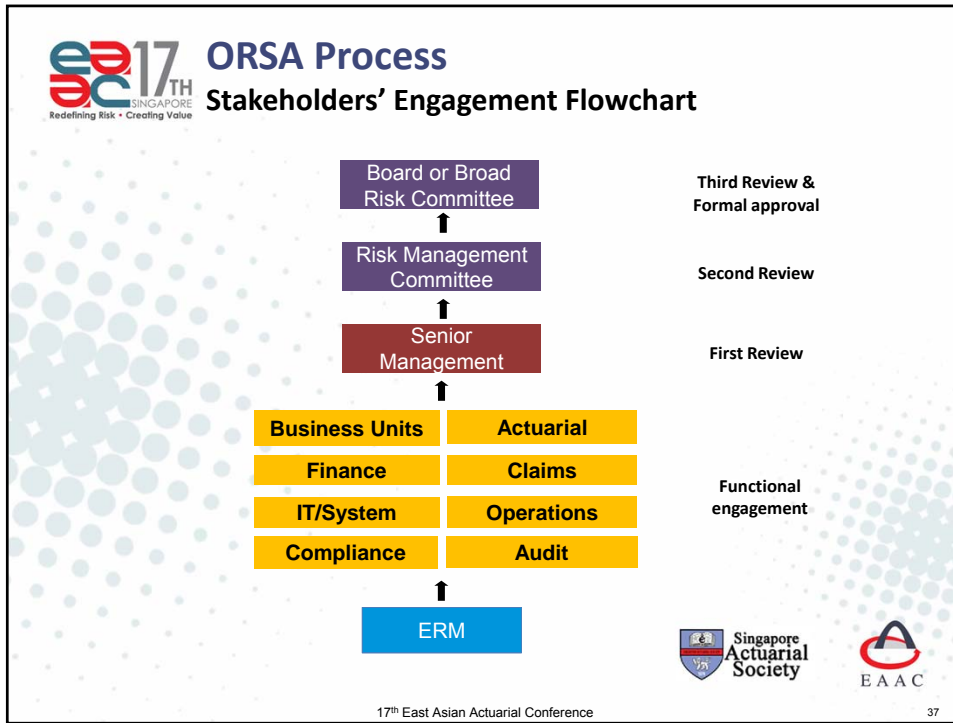 eaac 17TH
SINGAPORE
Redefining Risk • Creating Value
ORSA Process
Stakeholders' Engagement Flowchart
Board or Broad
Risk Committee
Third Review &
Formal approval
Risk Management
Committee
Second Review
Senior
Management
First Review
Business Units
Actuarial
Finance
Claims
IT/System
Operations
Compliance
Audit
Functional
engagement
ERM
Singapore
Actuarial
Society
EAAC
17th East Asian Actuarial Conference
37